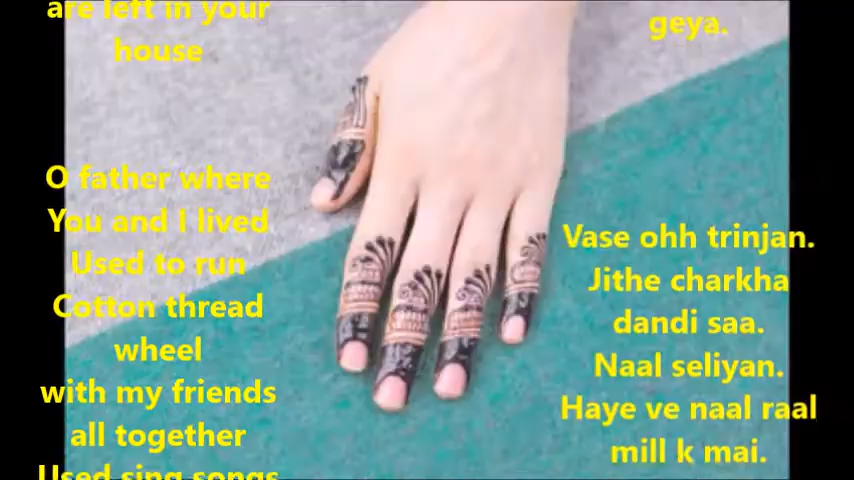 are left in your
house
O father where
You and I lived
Used to run
Cotton thread
wheel
with my friends
all together
Used sing songs
geya.
Vase ohh trinjan.
Jithe charkha
dandi saa.
Naal seliyan.
Haye ve naal raal
mill k mai.